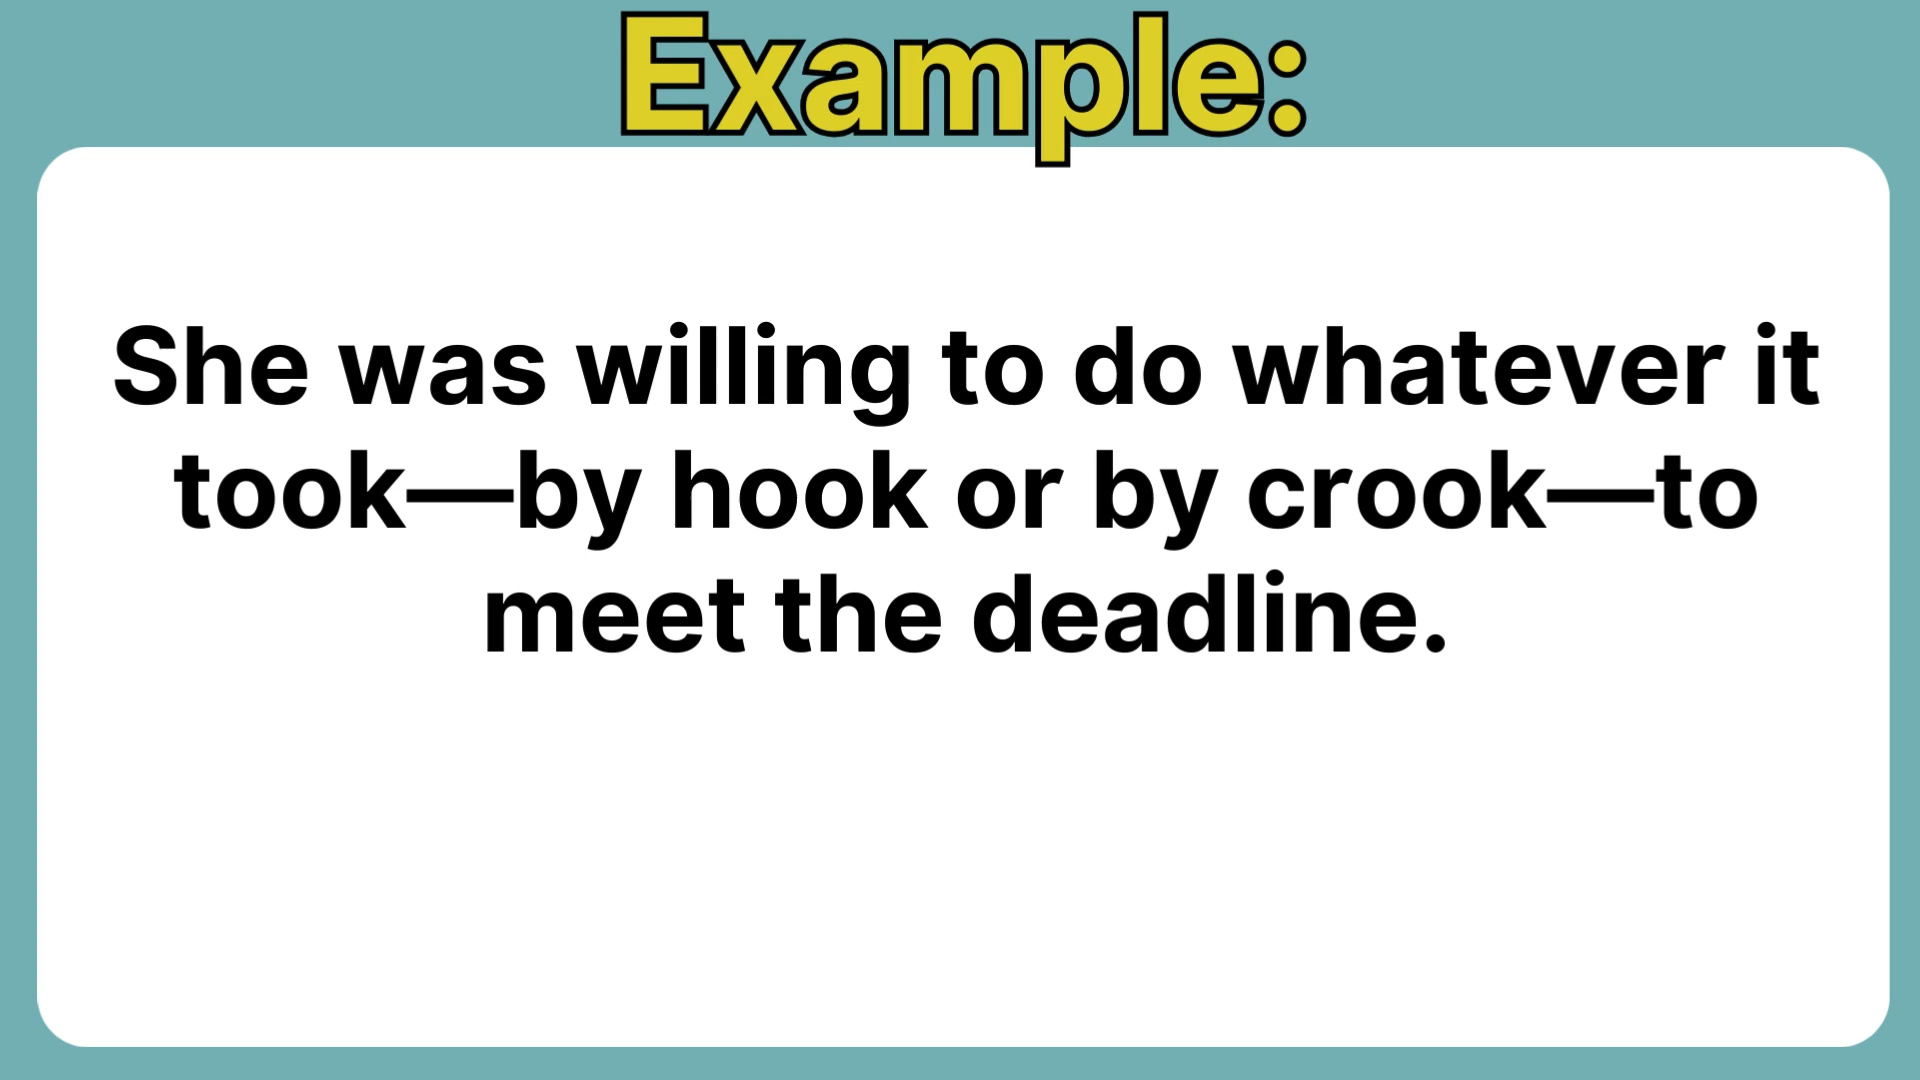 Example:
She was willing to do whatever it
took—by hook or by crook—to
meet the deadline.